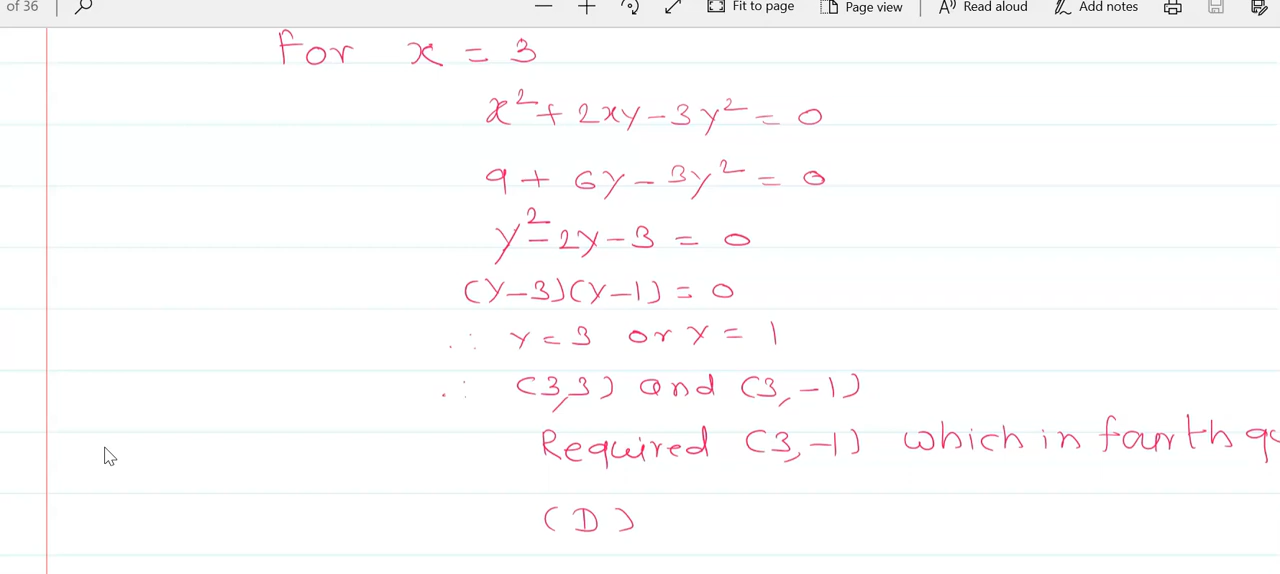 of 36 Fit to page Page view Read aloud Add notes
For x = 3
x² + 2xy - 3y² = 0
9 + 6y - 3y² = 0
y² - 2y - 3 = 0
(y-3)(y-1) = 0
∴ y = 3 or y = 1
∴ (3,3) and (3,-1)
Required (3,-1) which in fourth
(D)